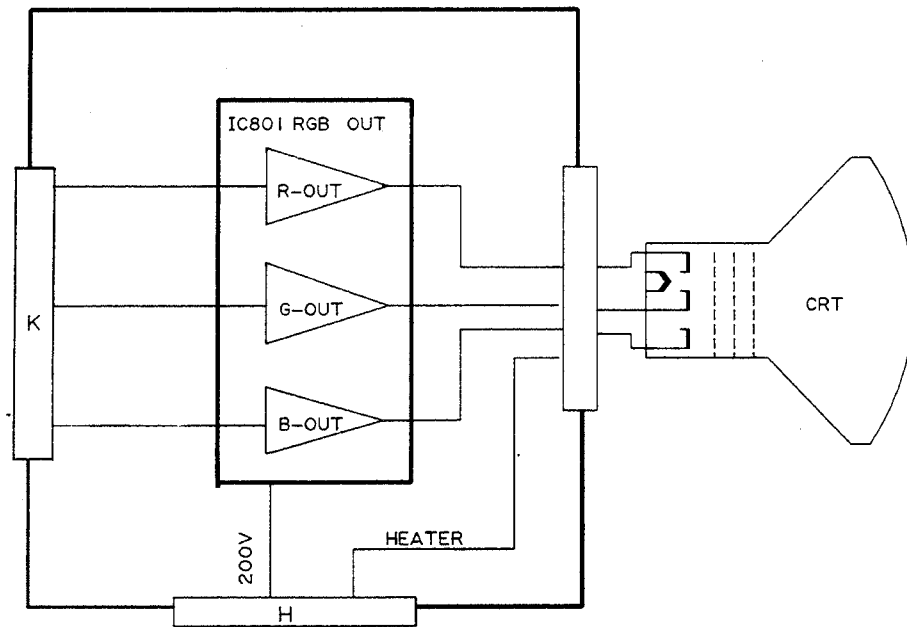 IC801 RGB OUT
R-OUT
G-OUT
B-OUT
K
CRT
200V
HEATER
H